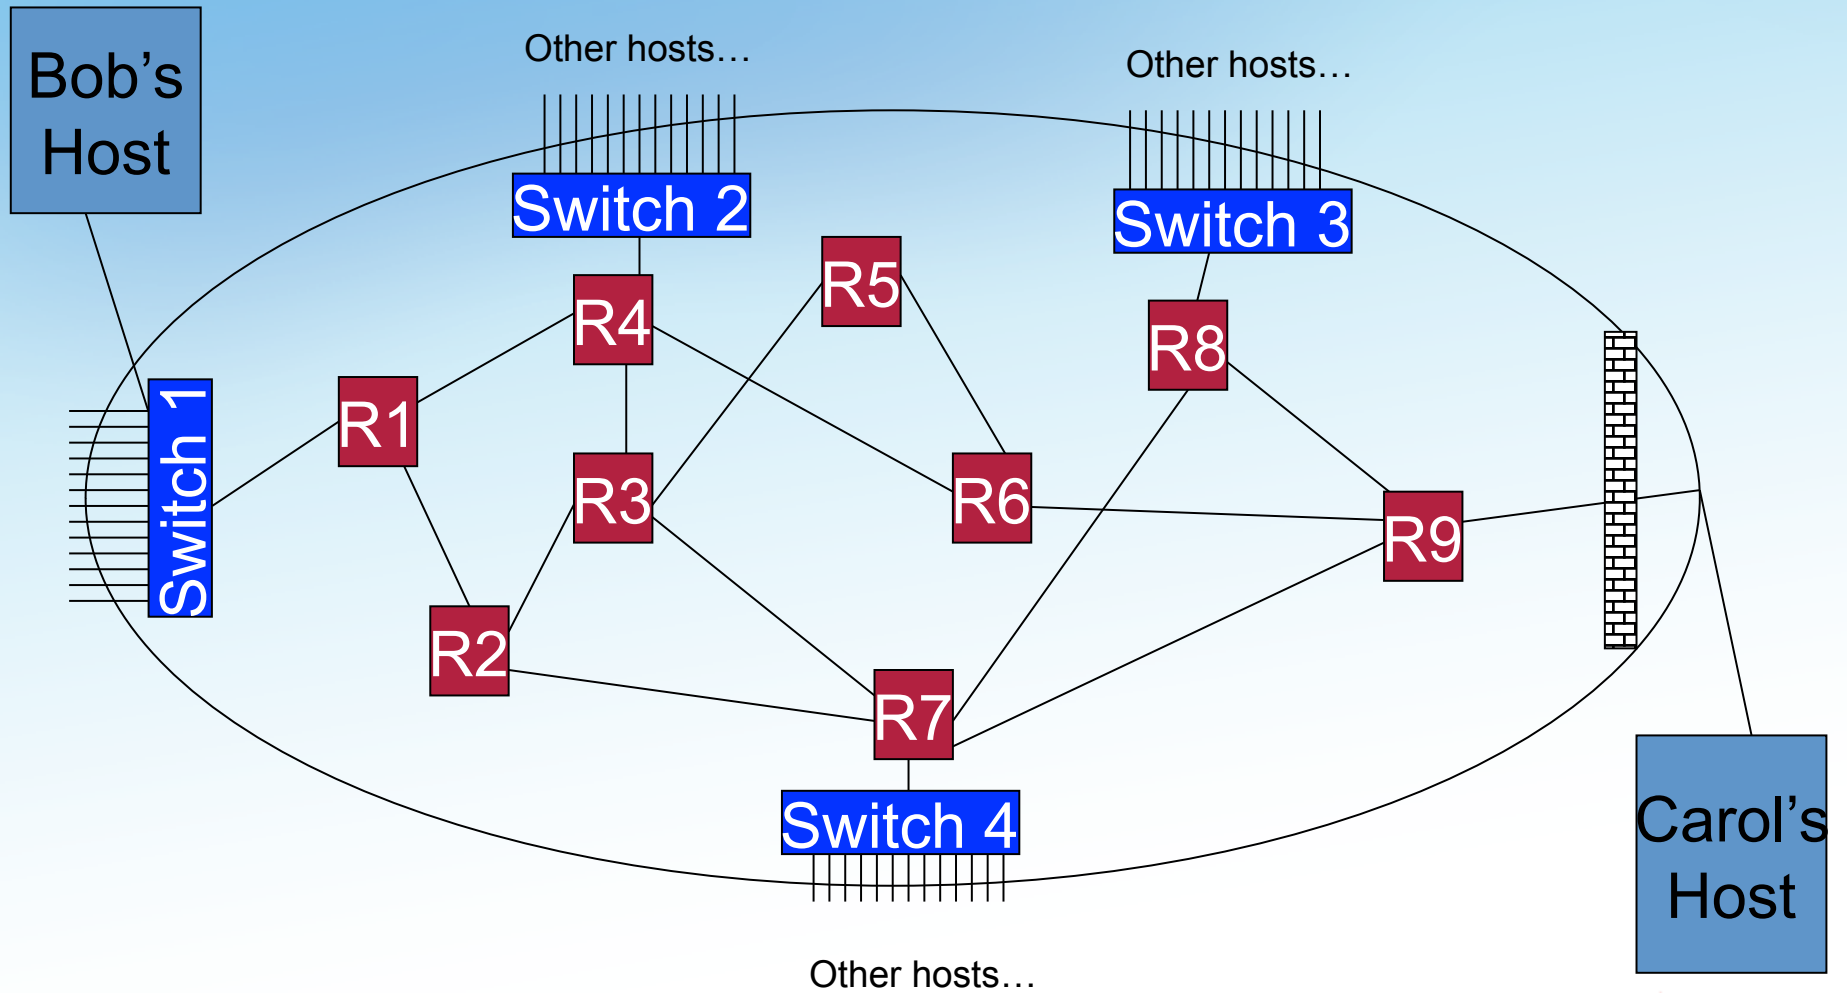 Bob’s
Host
Other hosts…
Other hosts…
Switch 2
Switch 3
R5
R4
R8
Switch 1
R1
R3
R6
R9
R2
R7
Switch 4
Carol’s
Host
Other hosts…